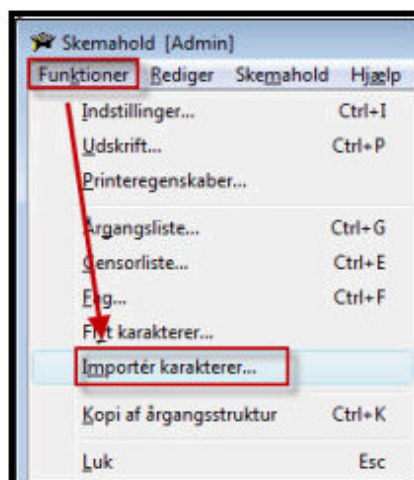 Skemahold [Admin]
Funktioner Rediger Skemahold Hjælp
Indstillinger... Ctrl+I
Udskrift... Ctrl+P
Printeregenskaber...
Årgangsliste... Ctrl+G
Censorliste... Ctrl+E
Fag... Ctrl+F
Flyt karakterer...
Importér karakterer...
Kopi af årgangsstruktur Ctrl+K
Luk Esc